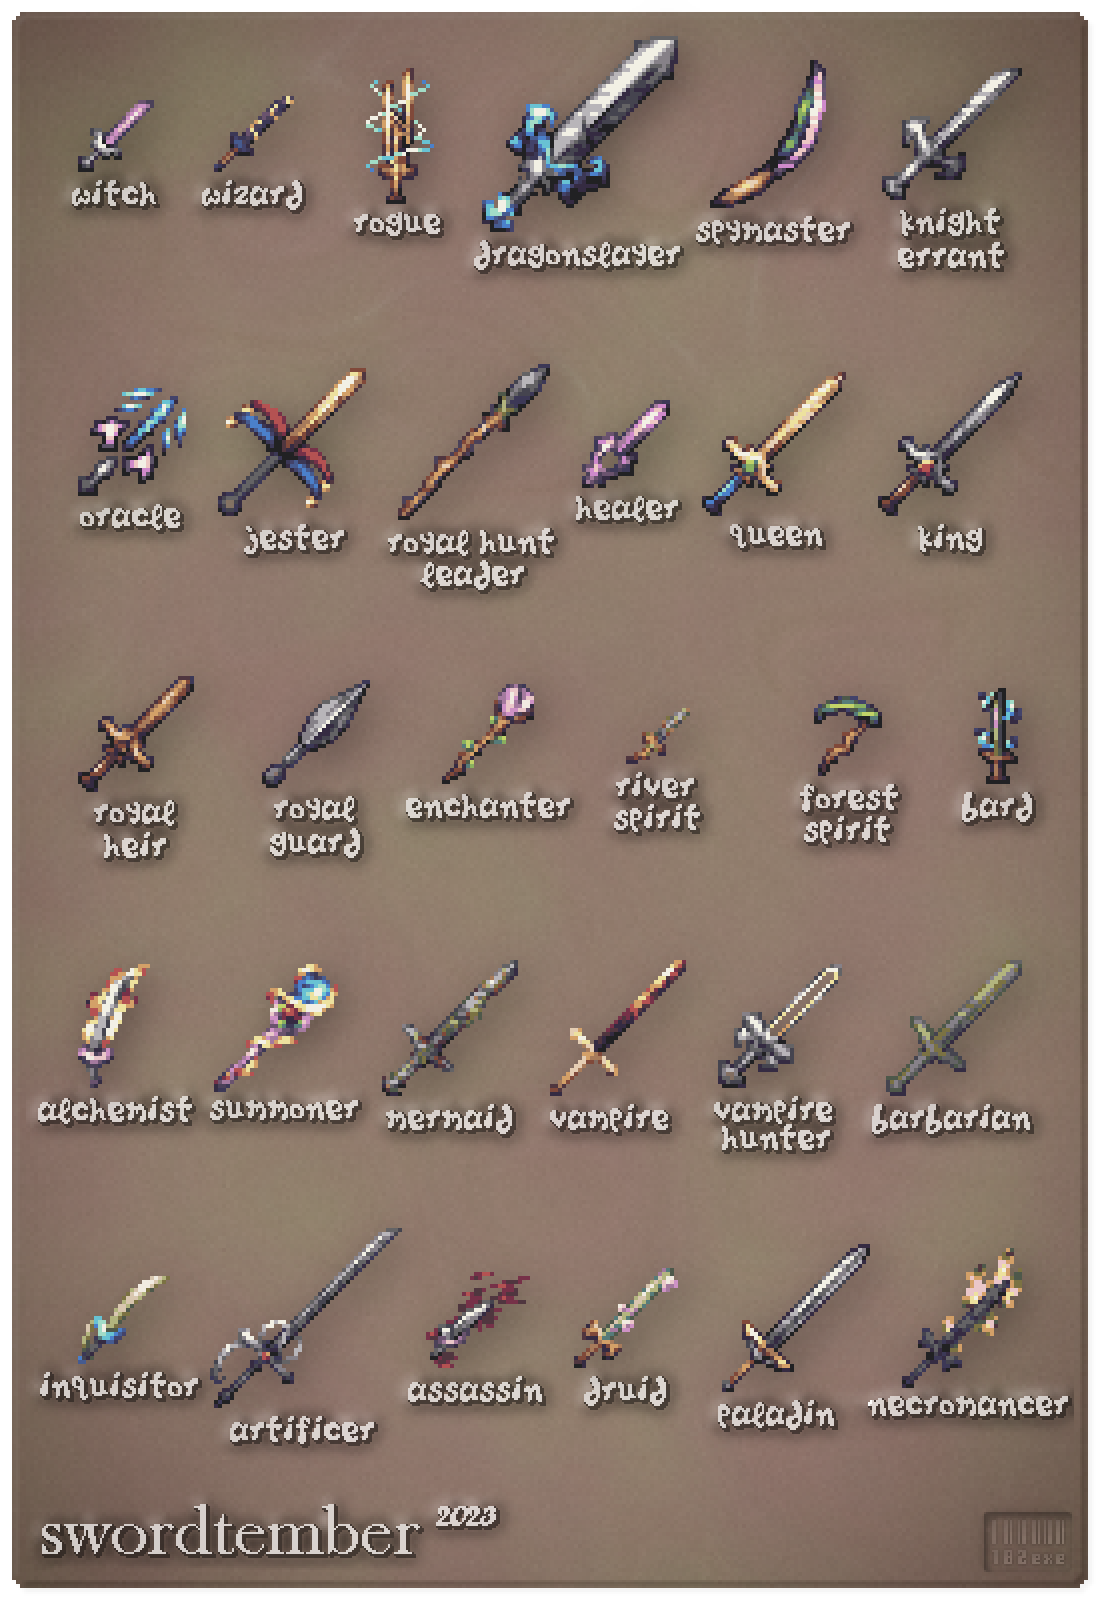 witch wizard rogue dragonslayer spymaster knight
errant
oracle jester royal hunt
leader healer queen king
royal
heir royal
guard enchanter river
spirit forest
spirit bard
alchemist summoner mermaid vampire vampire
hunter barbarian
inquisitor artificer assassin druid paladin necromancer
swordtember 2023
182exe